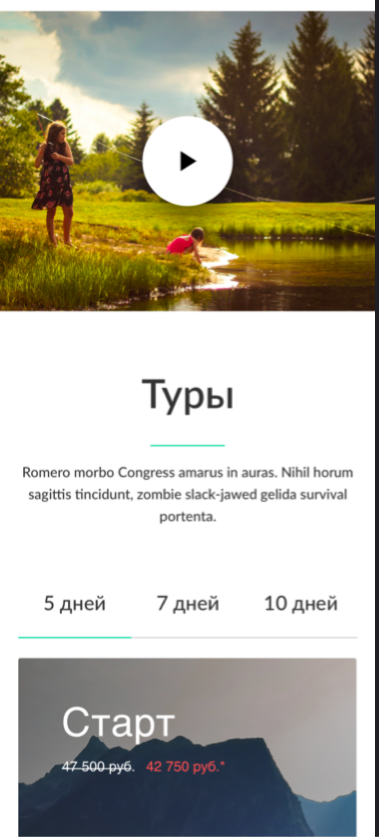 Туры
Romero morbo Congress amarus in auras. Nihil horum
sagittis tincidunt, zombie slack-jawed gelida survival
portenta.
5 дней 7 дней 10 дней
Старт
47 500 руб. 42 750 руб.*